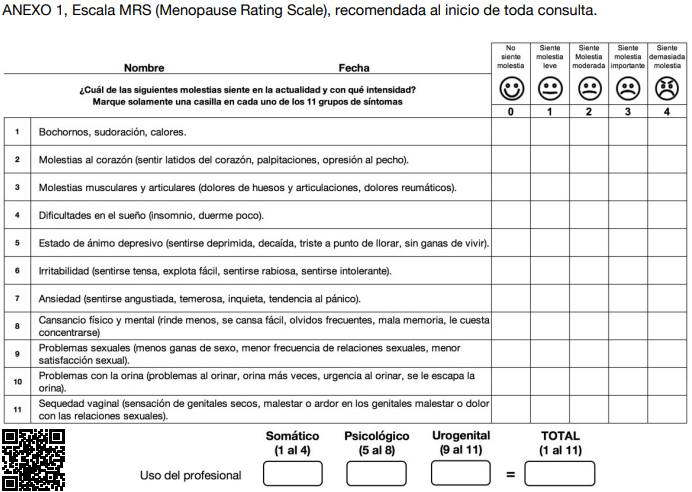 ANEXO 1, Escala MRS (Menopause Rating Scale), recomendada al inicio de toda consulta.
No siente molestia
Siente molestia leve
Siente Molestia moderada
Siente molestia importante
Siente demasiada molestia
Nombre Fecha
¿Cuál de las siguientes molestias siente en la actualidad y con qué intensidad?
Marque solamente una casilla en cada uno de los 11 grupos de síntomas
0 1 2 3 4
1 Bochornos, sudoración, calores.
2 Molestias al corazón (sentir latidos del corazón, palpitaciones, opresión al pecho).
3 Molestias musculares y articulares (dolores de huesos y articulaciones, dolores reumáticos).
4 Dificultades en el sueño (insomnio, duerme poco).
5 Estado de ánimo depresivo (sentirse deprimida, decaída, triste a punto de llorar, sin ganas de vivir).
6 Irritabilidad (sentirse tensa, explota fácil, sentirse rabiosa, sentirse intolerante).
7 Ansiedad (sentirse angustiada, temerosa, inquieta, tendencia al pánico).
8 Cansancio físico y mental (rinde menos, se cansa fácil, olvidos frecuentes, mala memoria, le cuesta
concentrarse)
9 Problemas sexuales (menos ganas de sexo, menor frecuencia de relaciones sexuales, menor
satisfacción sexual).
10 Problemas con la orina (problemas al orinar, orina más veces, urgencia al orinar, se le escapa la
orina).
11 Sequedad vaginal (sensación de genitales secos, malestar o ardor en los genitales malestar o dolor
con las relaciones sexuales).
Somático Psicológico Urogenital TOTAL
(1 al 4) (5 al 8) (9 al 11) (1 al 11)
Uso del profesional =